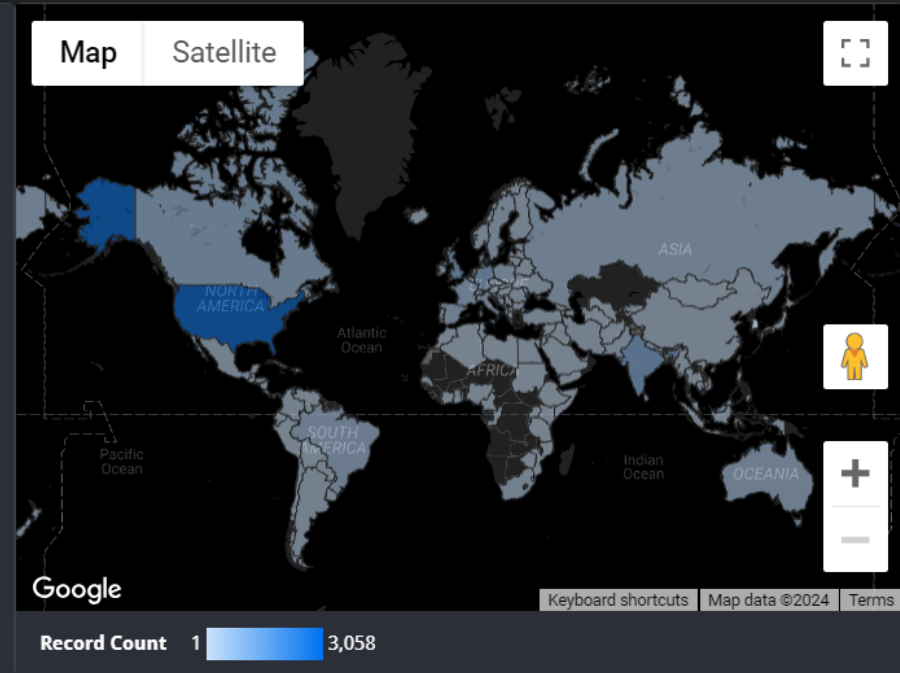 Map
Satellite
ASIA
NORTH
AMERICA
EUROPE
Atlantic
Ocean
AFRICA
SOUTH
AMERICA
Pacific
Ocean
Indian
Ocean
OCEANIA
Google
Keyboard shortcuts
Map data ©2024
Terms
Record Count
1
3,058